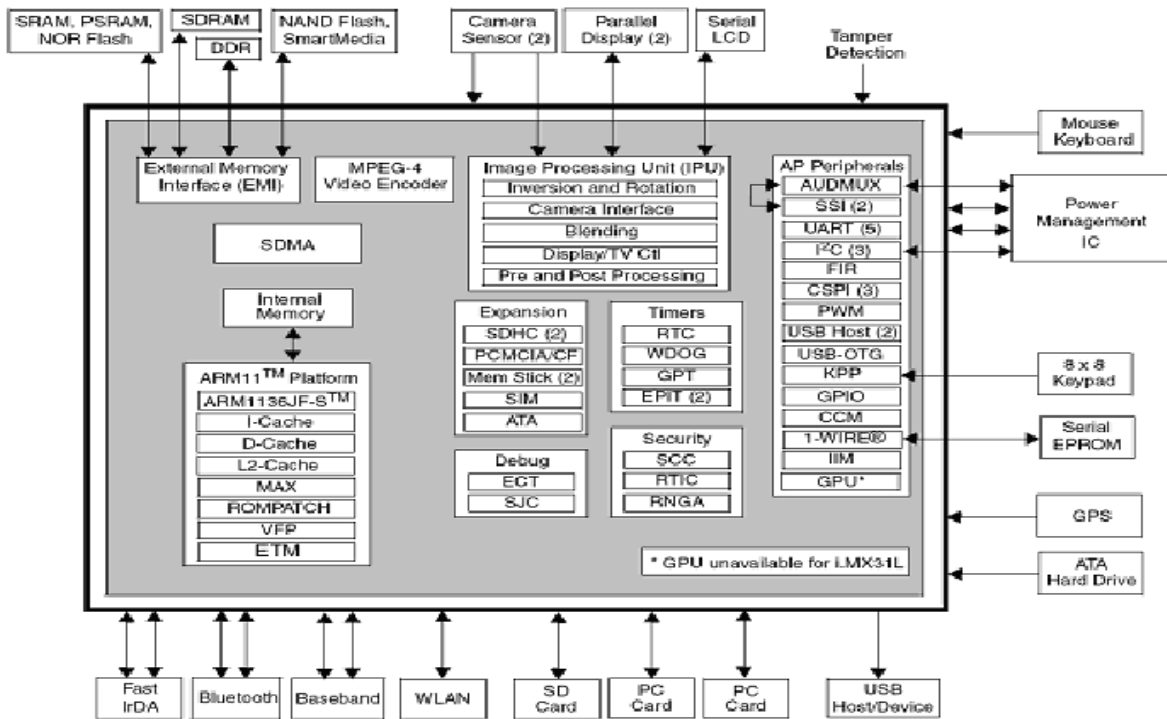 SRAM, PSRAM,
NOR Flash
SDRAM
DDR
NAND Flash,
SmartMedia
Camera
Sensor (2)
Parallel
Display (2)
Serial
LCD
Tamper
Detection
External Memory
Interface (EMI)
MPEG-4
Video Encoder
SDMA
Internal
Memory
ARM11™ Platform
ARM1136JF-S™
I-Cache
D-Cache
L2-Cache
MAX
ROMPATCH
VFP
ETM
Image Processing Unit (IPU)
Inversion and Rotation
Camera Interface
Blending
Display/TV Ctl
Pre and Post Processing
Expansion
SDHC (2)
PCMCIA/CF
Mem Stick (2)
SIM
ATA
Debug
ECT
SJC
Timers
RTC
WDOG
GPT
EPIT (2)
Security
SCC
RTIC
RNGA
AP Peripherals
AUDMUX
SSI (2)
UART (5)
I²C (3)
FIR
CSPI (3)
PWM
USB Host (2)
USB-OTG
KPP
GPIO
CCM
1-WIRE®
IIM
GPU*
* GPU unavailable for i.MX31L
Mouse
Keyboard
Power
Management
IC
8 x 8
Keypad
Serial
EPROM
GPS
ATA
Hard Drive
Fast
IrDA
Bluetooth
Baseband
WLAN
SD
Card
PC
Card
PC
Card
USB
Host/Device